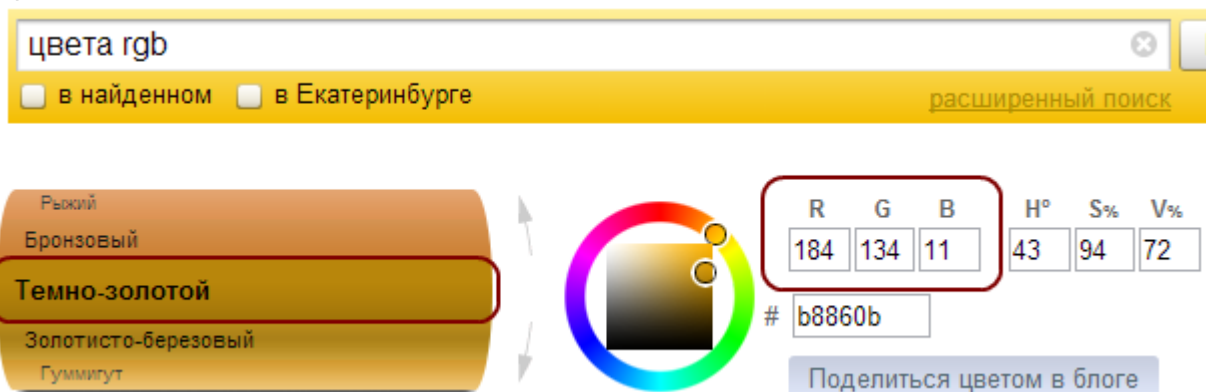 цвета rgb
в найденном в Екатеринбурге
расширенный поиск
Рыжий
Бронзовый
Темно-золотой
Золотисто-березовый
Гуммигут
R G B H° S% V%
184 134 11 43 94 72
# b8860b
Поделиться цветом в блоге